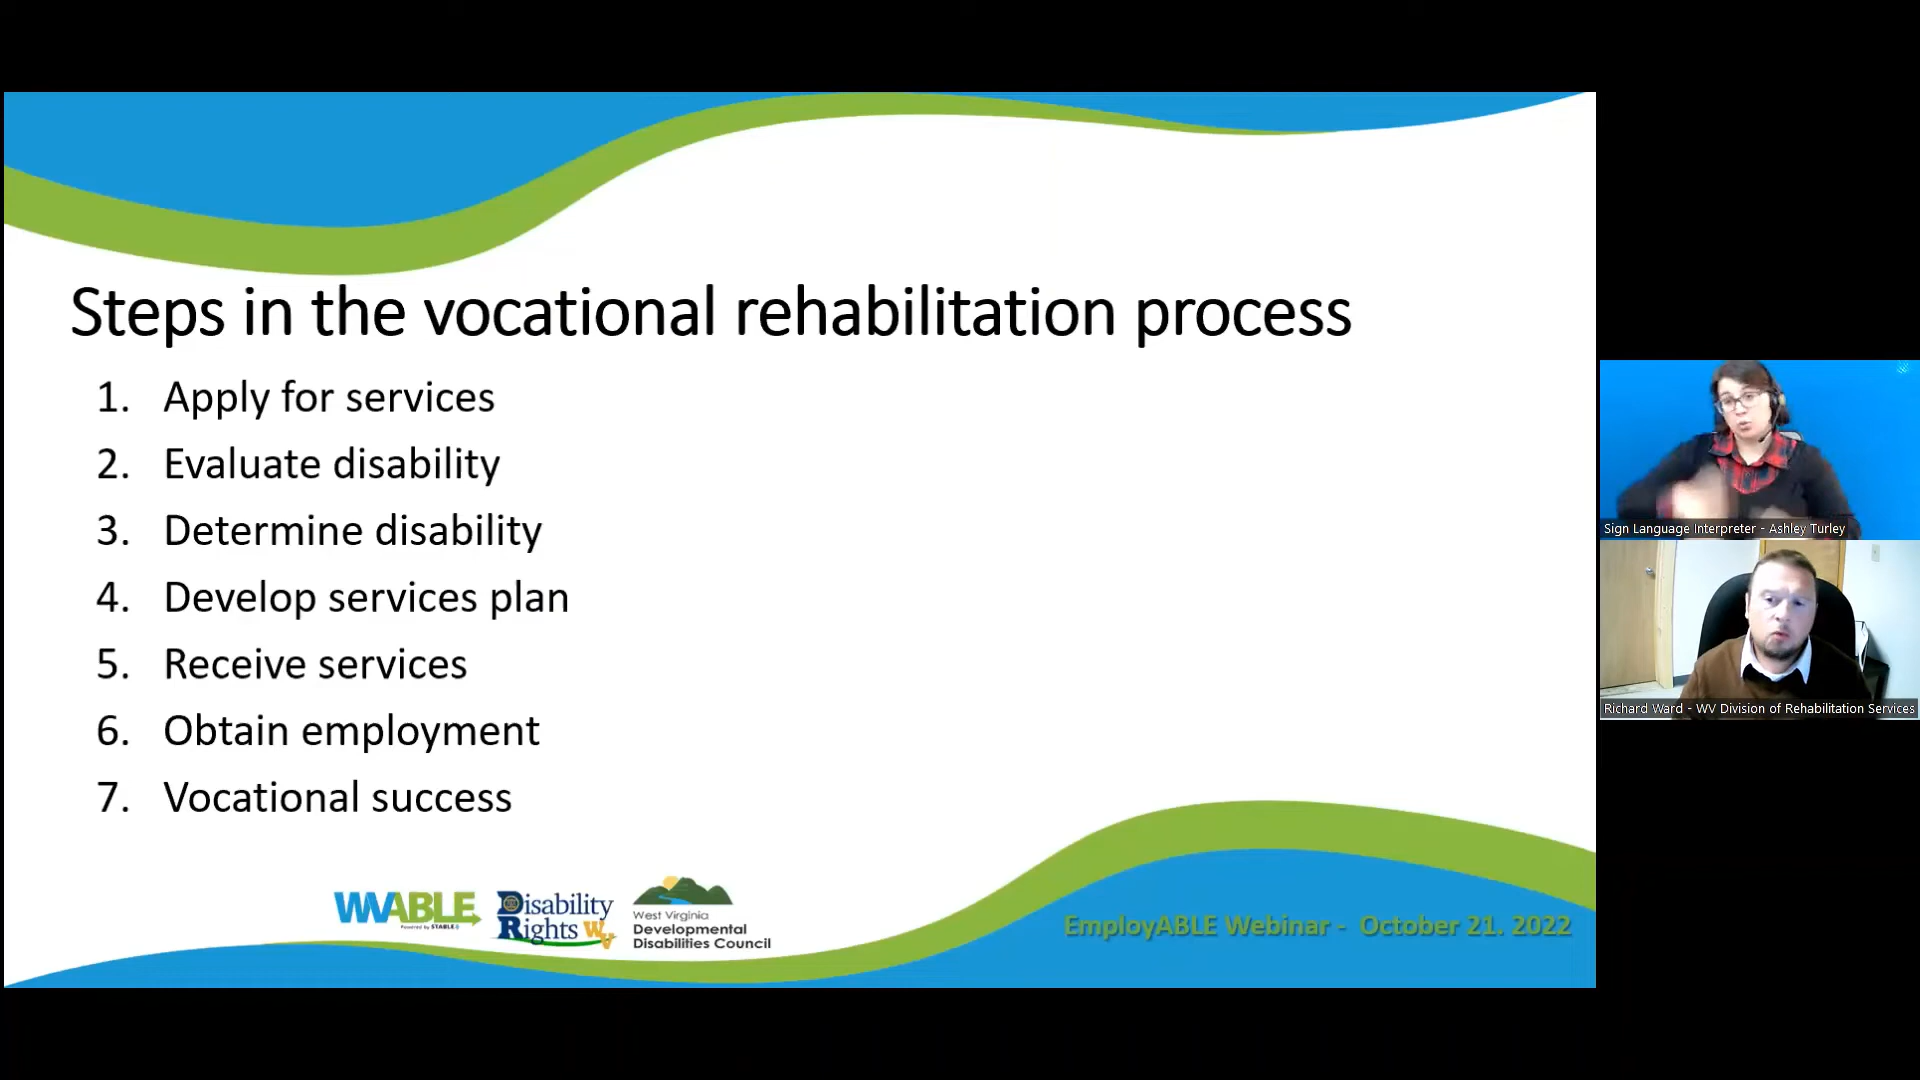 Steps in the vocational rehabilitation process
1. Apply for services
2. Evaluate disability
3. Determine disability
4. Develop services plan
5. Receive services
6. Obtain employment
7. Vocational success
WVABLE
Powered by STABLE
Disability
Rights WV
West Virginia
Developmental
Disabilities Council
EmployABLE Webinar - October 21. 2022
Sign Language Interpreter - Ashley Turley
Richard Ward - WV Division of Rehabilitation Services